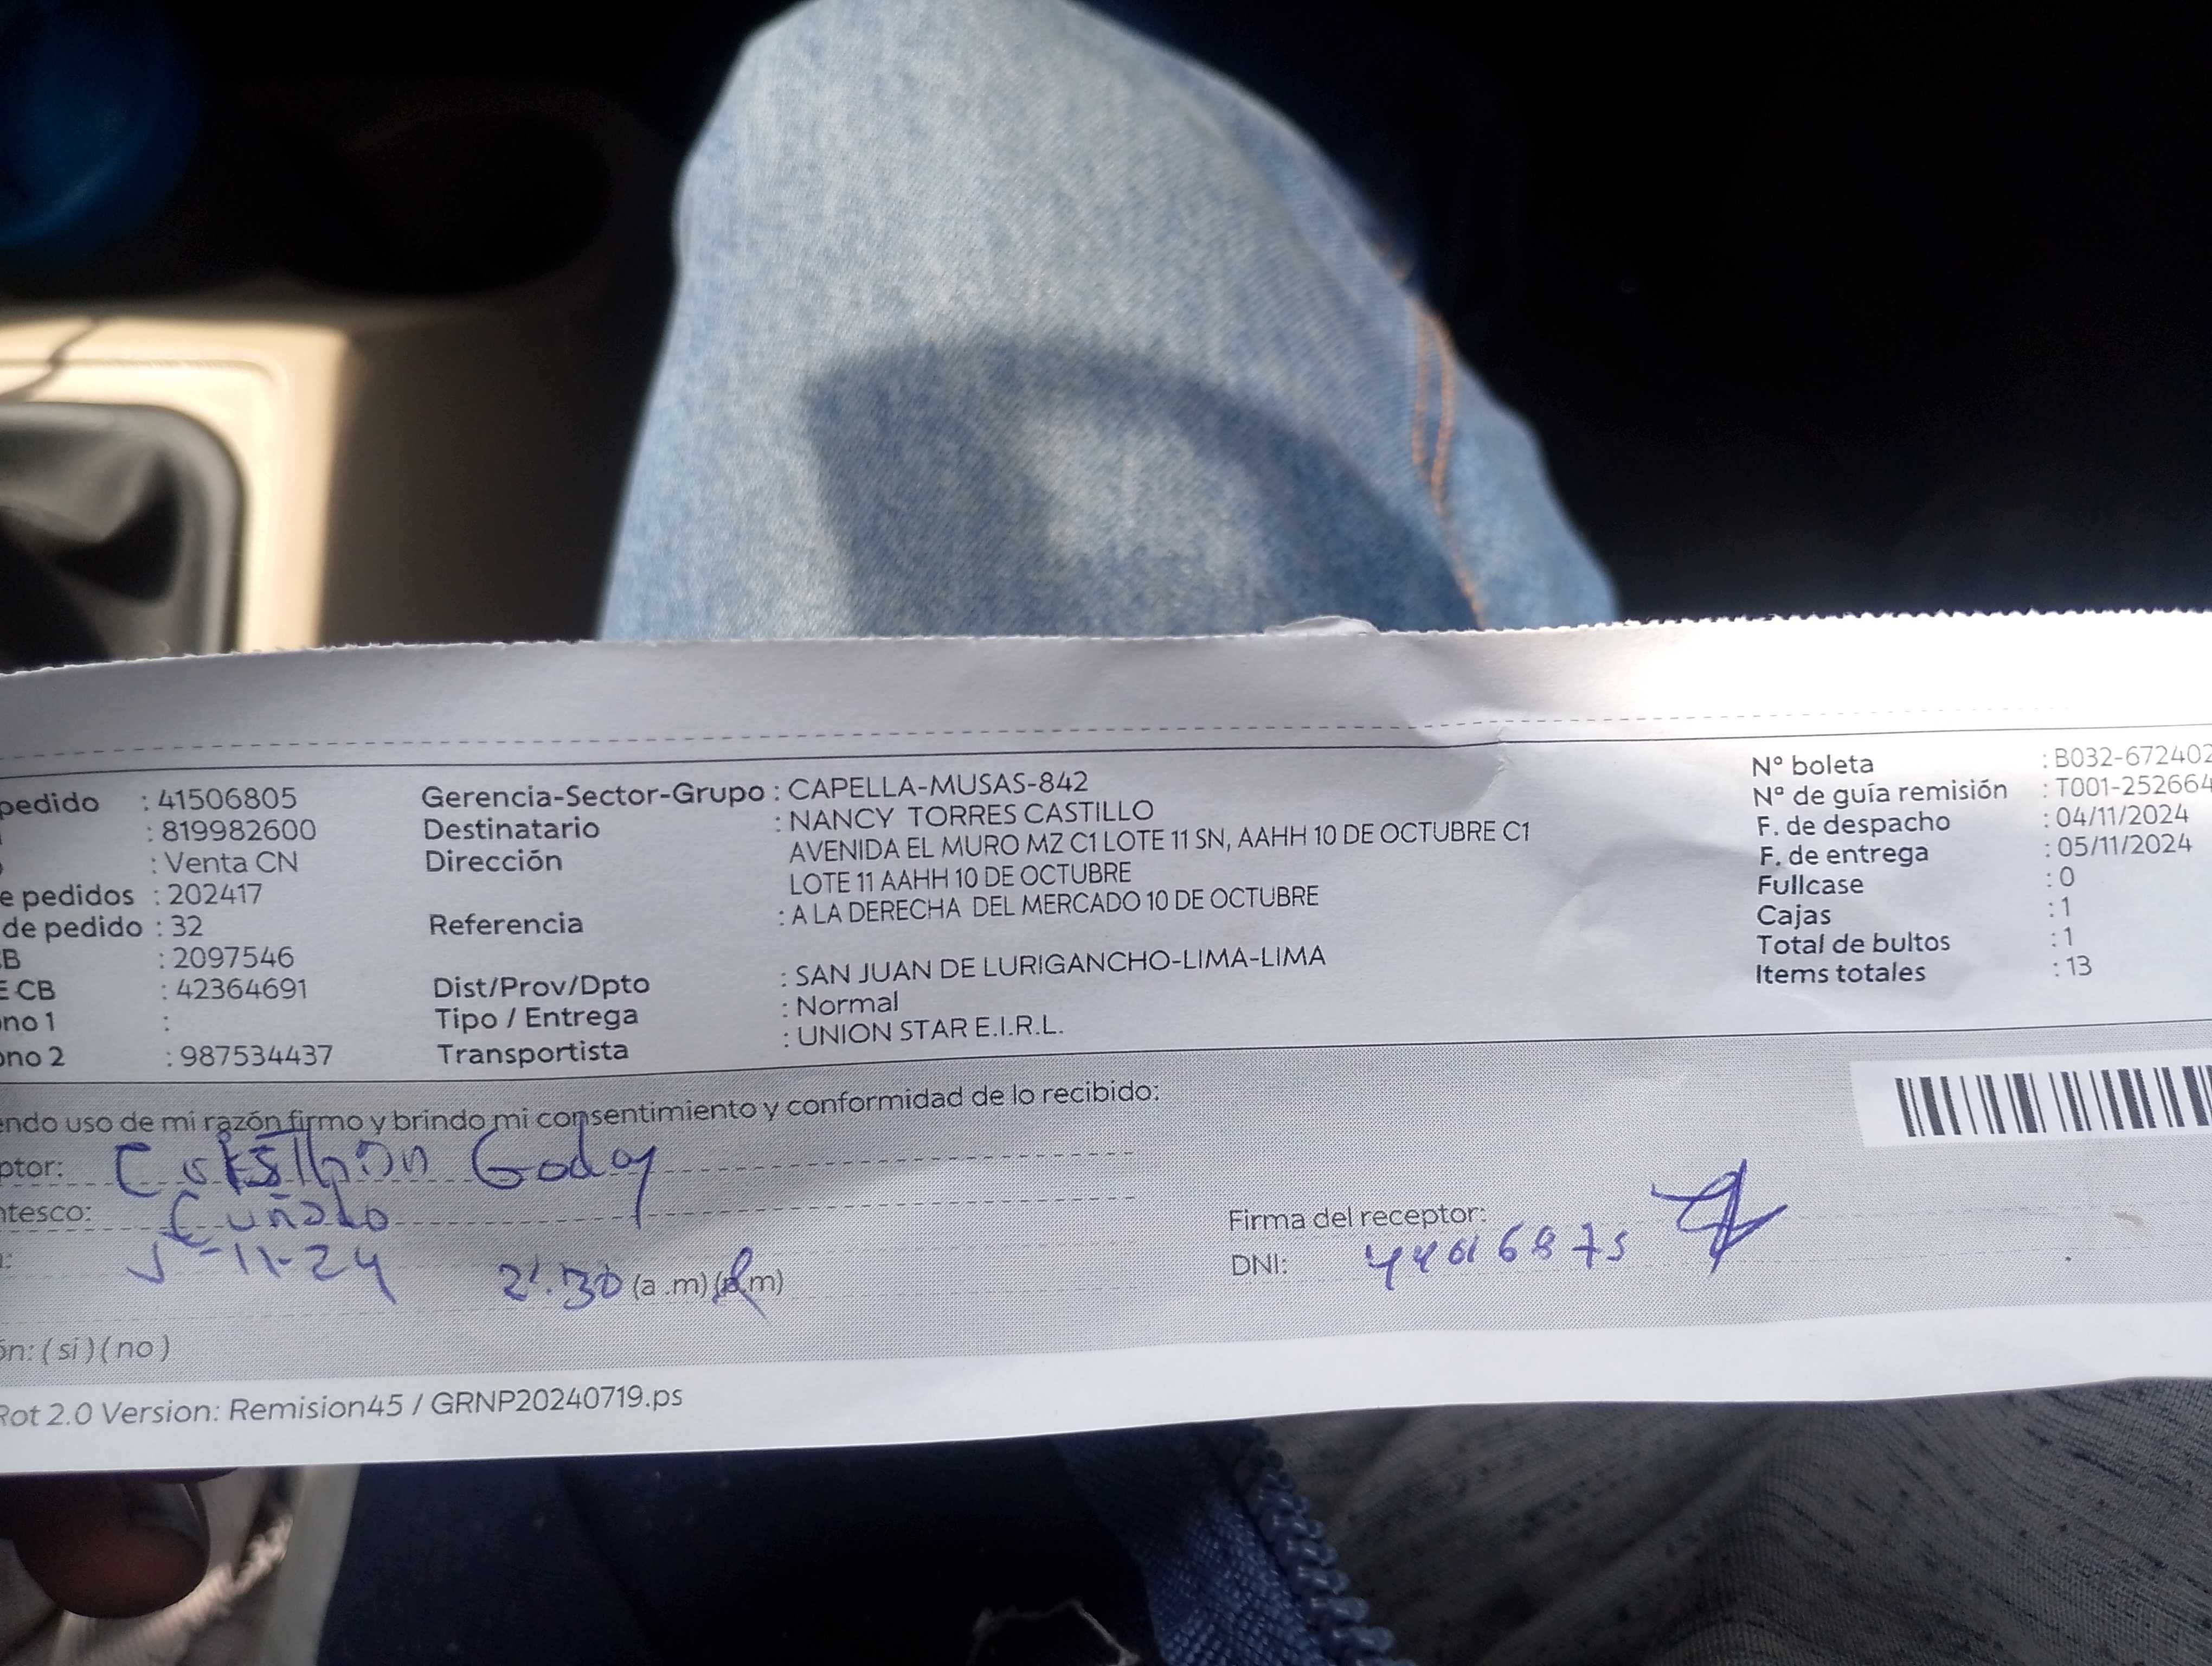 pedido : 41506805 Gerencia-Sector-Grupo : CAPELLA-MUSAS-842 N° boleta : B032-672402
: 819982600 Destinatario : NANCY TORRES CASTILLO N° de guía remisión : T001-252664
: Venta CN Dirección AVENIDA EL MURO MZ C1 LOTE 11 SN, AAHH 10 DE OCTUBRE C1 F. de despacho : 04/11/2024
e pedidos : 202417 LOTE 11 AAHH 10 DE OCTUBRE F. de entrega : 05/11/2024
de pedido : 32 Referencia : A LA DERECHA DEL MERCADO 10 DE OCTUBRE Fullcase : 0
B : 2097546 Cajas : 1
E CB : 42364691 Dist/Prov/Dpto : SAN JUAN DE LURIGANCHO-LIMA-LIMA Total de bultos : 1
no 1 : Tipo / Entrega : Normal Items totales : 13
ono 2 : 987534437 Transportista : UNION STAR E.I.R.L.
endo uso de mi razón firmo y brindo mi consentimiento y conformidad de lo recibido:
ptor: Godoy
ntesco: Cuñado Firma del receptor:
: 5-11-24 2:30 (a .m) (p.m) DNI:
ón: ( si ) ( no )
Rot 2.0 Version: Remision45 / GRNP20240719.ps